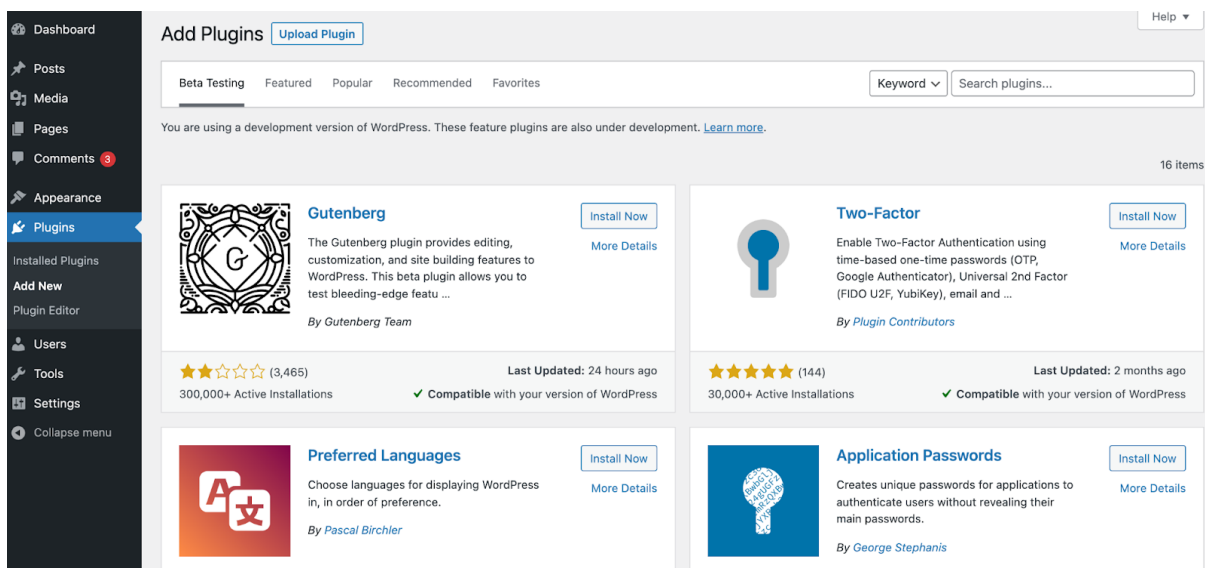 Help
Dashboard
Add Plugins
Upload Plugin
Posts
Media
Pages
Comments 3
Appearance
Plugins
Installed Plugins
Add New
Plugin Editor
Users
Tools
Settings
Collapse menu
Beta Testing Featured Popular Recommended Favorites
Keyword
Search plugins...
You are using a development version of WordPress. These feature plugins are also under development. Learn more.
16 items
G
Gutenberg
Install Now
More Details
The Gutenberg plugin provides editing,
customization, and site building features to
WordPress. This beta plugin allows you to
test bleeding-edge featu ...
By Gutenberg Team
(3,465)
Last Updated: 24 hours ago
300,000+ Active Installations
Compatible with your version of WordPress
Two-Factor
Install Now
More Details
Enable Two-Factor Authentication using
time-based one-time passwords (OTP,
Google Authenticator), Universal 2nd Factor
(FIDO U2F, YubiKey), email and ...
By Plugin Contributors
(144)
Last Updated: 2 months ago
30,000+ Active Installations
Compatible with your version of WordPress
A
文
Preferred Languages
Install Now
More Details
Choose languages for displaying WordPress
in, in order of preference.
By Pascal Birchler
Application Passwords
Install Now
More Details
Creates unique passwords for applications to
authenticate users without revealing their
main passwords.
By George Stephanis